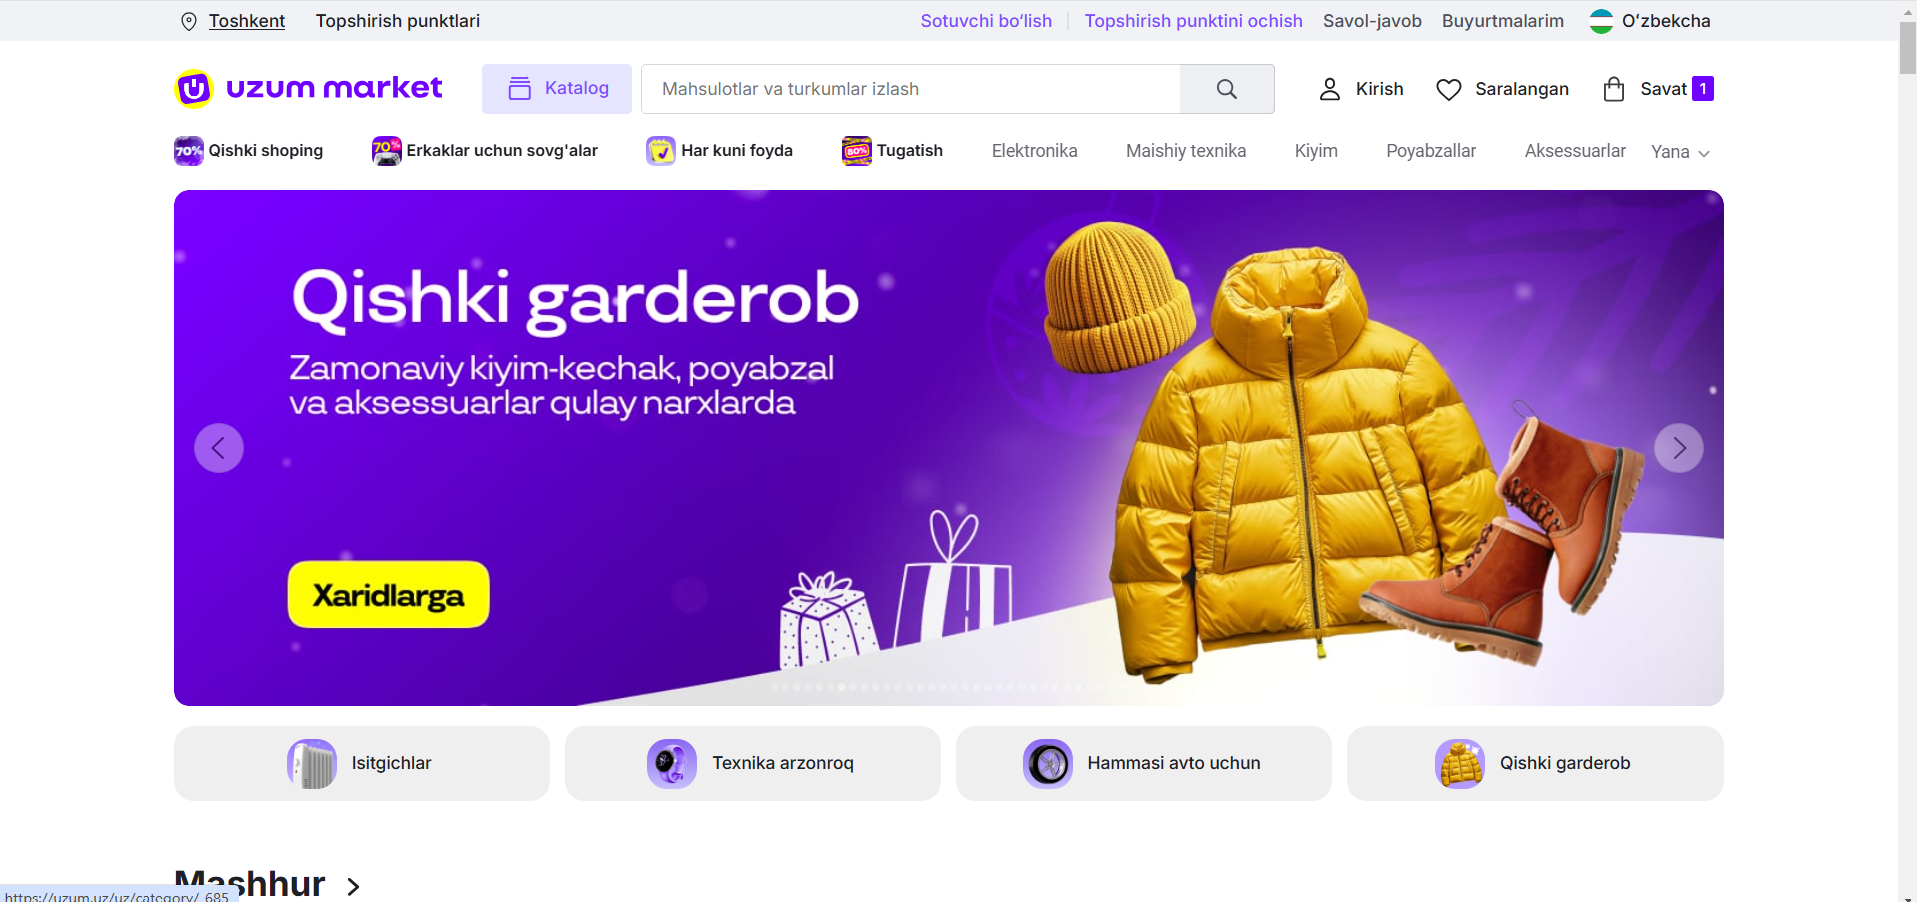 Toshkent Topshirish punktlari Sotuvchi bo‘lish Topshirish punktini ochish Savol-javob Buyurtmalarim O‘zbekcha
uzum market Katalog Mahsulotlar va turkumlar izlash Kirish Saralangan Savat 1
70% Qishki shoping 70% Erkaklar uchun sovg'alar Har kuni foyda 80% Tugatish Elektronika Maishiy texnika Kiyim Poyabzallar Aksessuarlar Yana
Qishki garderob
Zamonaviy kiyim-kechak, poyabzal
va aksessuarlar qulay narxlarda
Xaridlarga
Isitgichlar Texnika arzonroq Hammasi avto uchun Qishki garderob
Mashhur
https://uzum.uz/uz/category/ 685